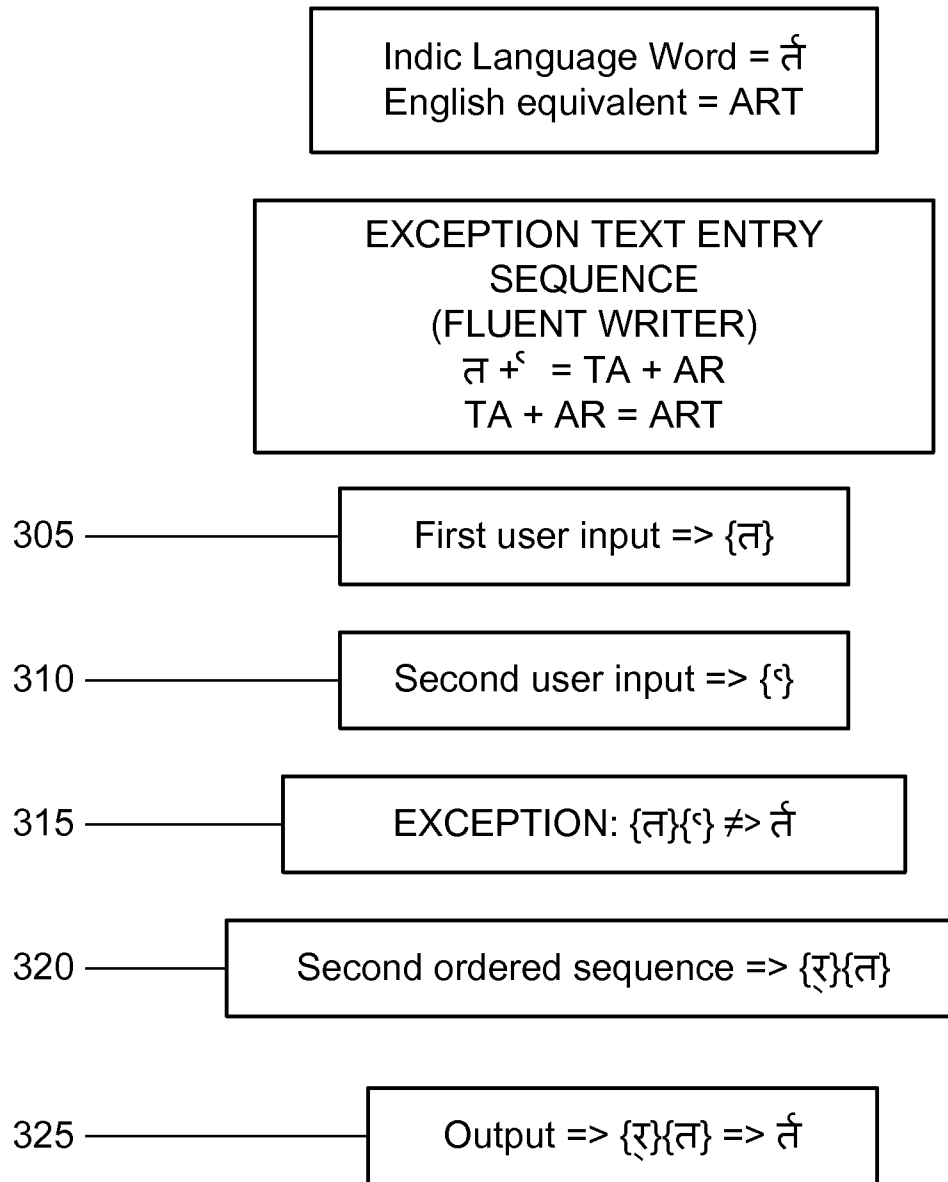 Indic Language Word = र्त
English equivalent = ART
EXCEPTION TEXT ENTRY
SEQUENCE
(FLUENT WRITER)
त + र्‍ = TA + AR
TA + AR = ART
305
First user input => {त}
310
Second user input => {र्‍}
315
EXCEPTION: {त}{र्‍} ≠> र्त
320
Second ordered sequence => {र्}{त}
325
Output => {र्}{त} => र्त